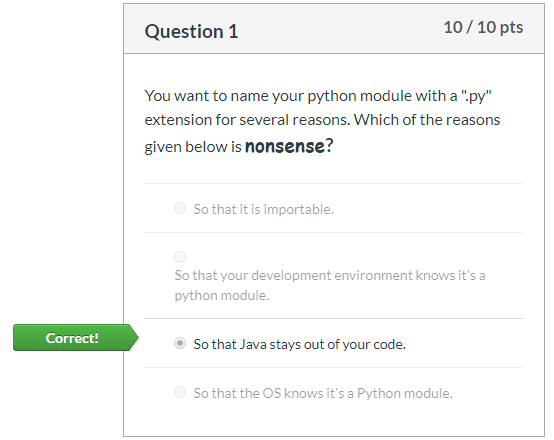 Question 1
10 / 10 pts
You want to name your python module with a ".py"
extension for several reasons. Which of the reasons
given below is nonsense?
So that it is importable.
So that your development environment knows it's a
python module.
Correct!
So that Java stays out of your code.
So that the OS knows it's a Python module.